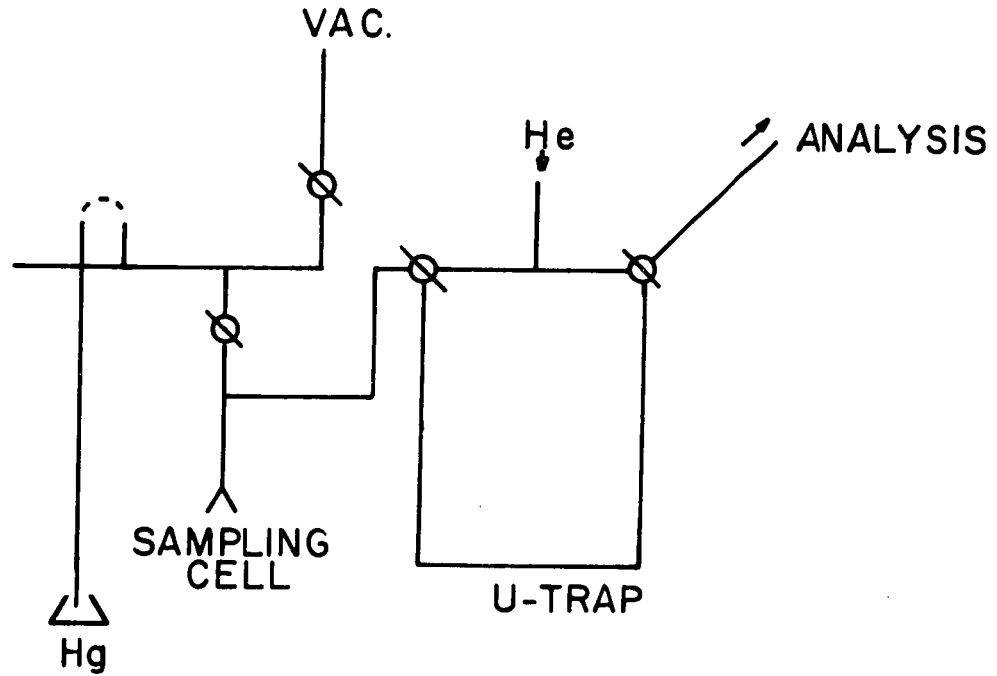 VAC.
He
ANALYSIS
SAMPLING
CELL
U-TRAP
Hg